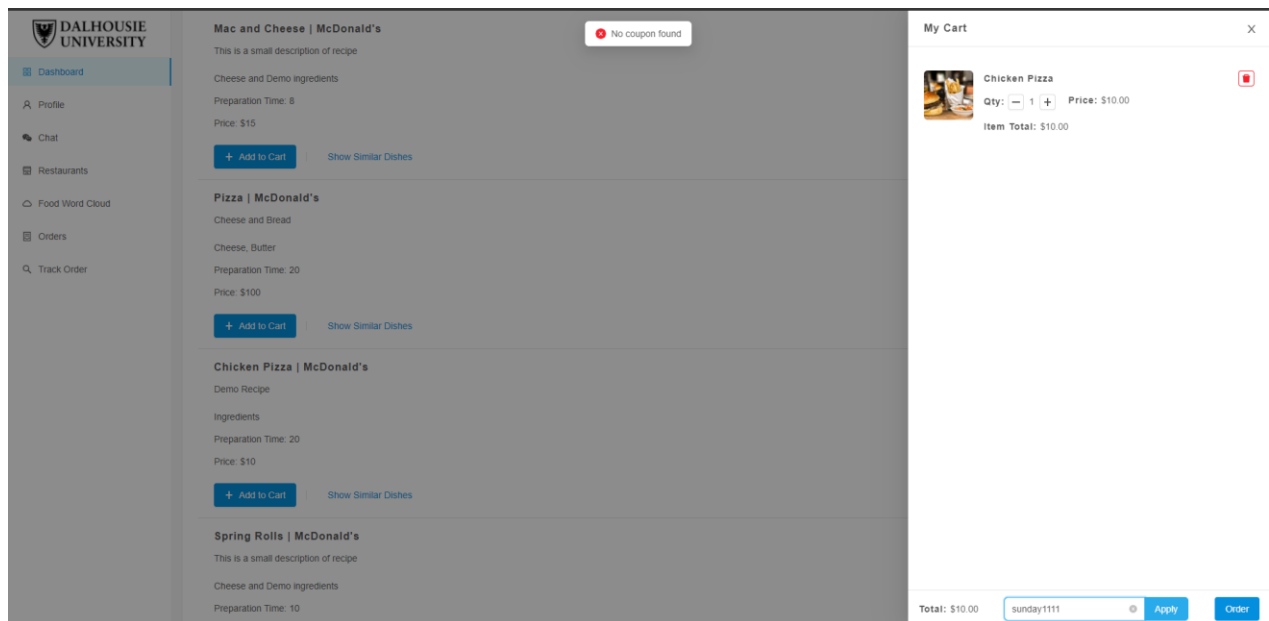 DALHOUSIE
UNIVERSITY
Dashboard
Profile
Chat
Restaurants
Food Word Cloud
Orders
Track Order
Mac and Cheese | McDonald's
This is a small description of recipe
Cheese and Demo ingredients
Preparation Time: 8
Price: $15
+ Add to Cart Show Similar Dishes
Pizza | McDonald's
Cheese and Bread
Cheese, Butter
Preparation Time: 20
Price: $100
+ Add to Cart Show Similar Dishes
Chicken Pizza | McDonald's
Demo Recipe
Ingredients
Preparation Time: 20
Price: $10
+ Add to Cart Show Similar Dishes
Spring Rolls | McDonald's
This is a small description of recipe
Cheese and Demo ingredients
Preparation Time: 10
No coupon found
My Cart X
Chicken Pizza
Qty: − 1 + Price: $10.00
Item Total: $10.00
Total: $10.00 sunday1111 Apply Order